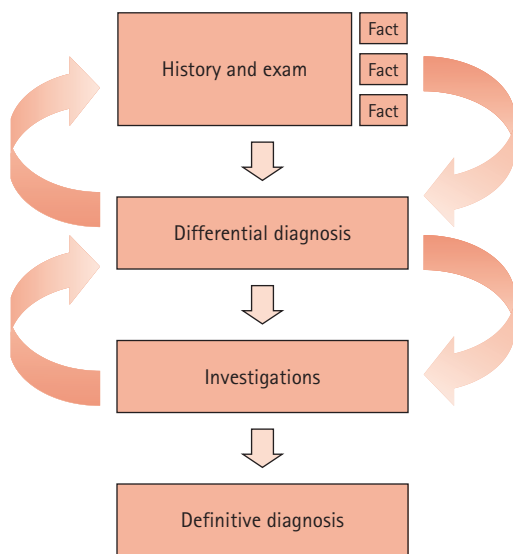 Fact
History and exam
Fact
Fact
Differential diagnosis
Investigations
Definitive diagnosis